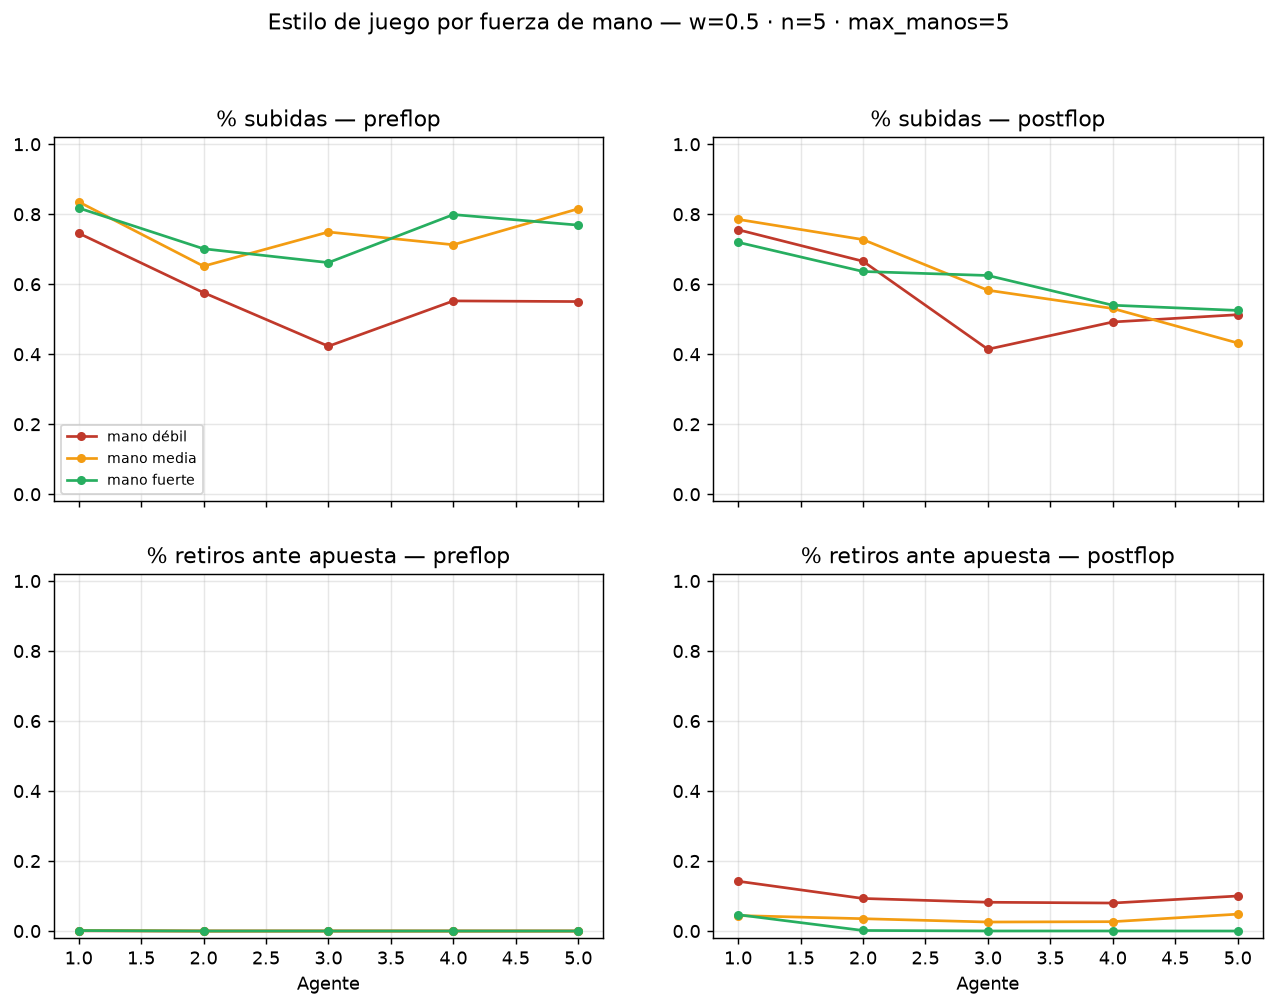 Estilo de juego por fuerza de mano — w=0.5 · n=5 · max_manos=5
% subidas — preflop
1.0
0.8
0.6
0.4
0.2
0.0
mano débil
mano media
mano fuerte
% subidas — postflop
1.0
0.8
0.6
0.4
0.2
0.0
% retiros ante apuesta — preflop
1.0
0.8
0.6
0.4
0.2
0.0
1.0 1.5 2.0 2.5 3.0 3.5 4.0 4.5 5.0
Agente
% retiros ante apuesta — postflop
1.0
0.8
0.6
0.4
0.2
0.0
1.0 1.5 2.0 2.5 3.0 3.5 4.0 4.5 5.0
Agente